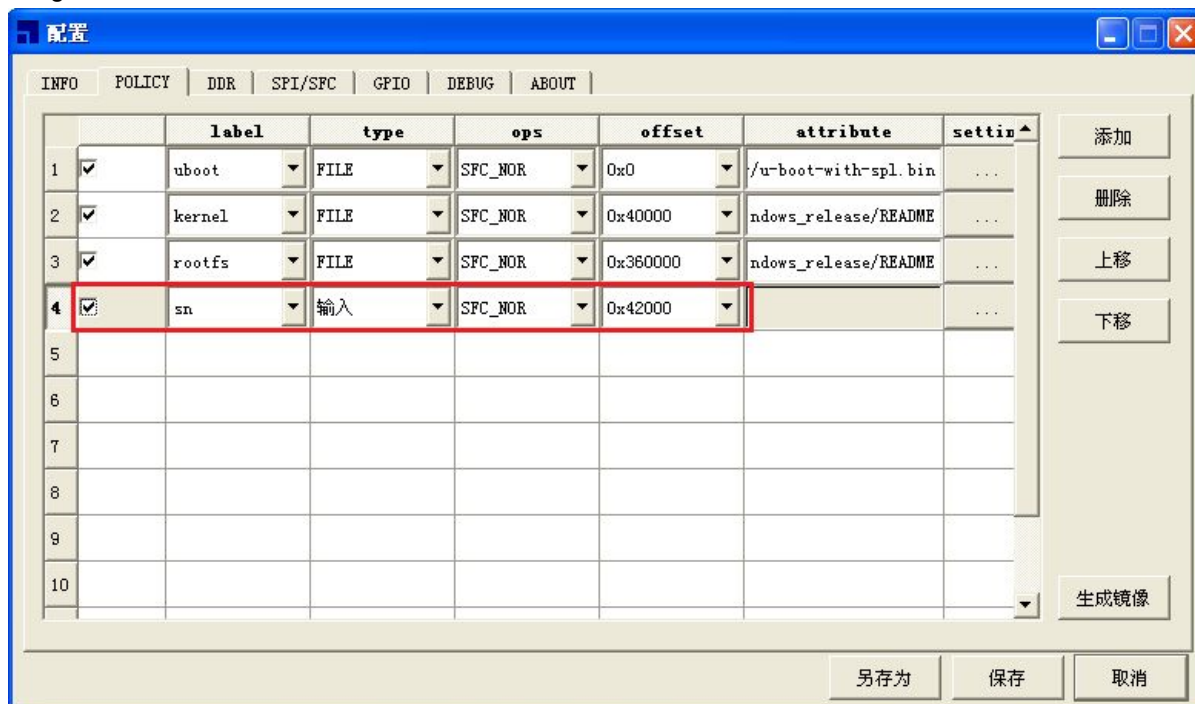 配置
INFO POLICY DDR SPI/SFC GPIO DEBUG ABOUT
label type ops offset attribute settin
添加
1 uboot FILE SFC_NOR 0x0 /u-boot-with-spl.bin ...
删除
2 kernel FILE SFC_NOR 0x40000 ndows_release/README ...
3 rootfs FILE SFC_NOR 0x360000 ndows_release/README ...
上移
4 sn 输入 SFC_NOR 0x42000 ...
下移
5
6
7
8
9
10
生成镜像
另存为 保存 取消